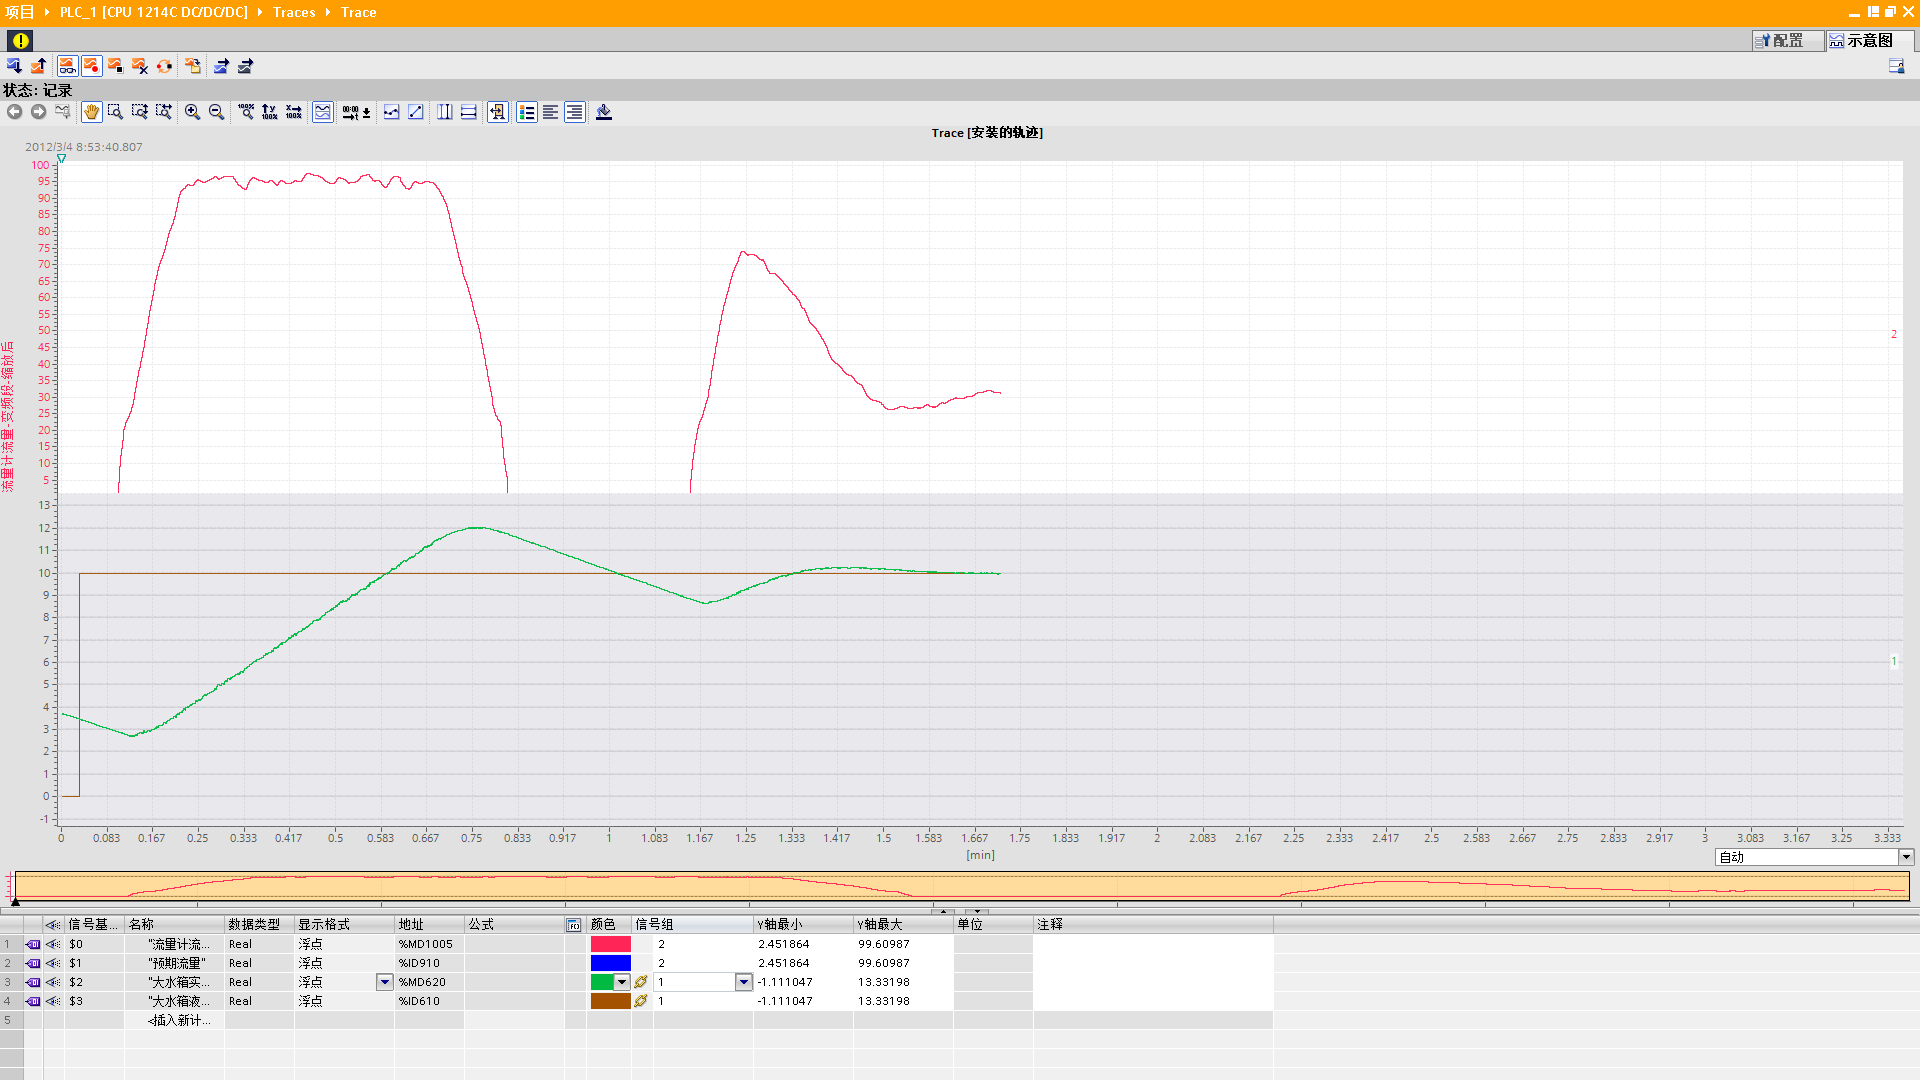 项目 PLC_1 [CPU 1214C DC/DC/DC] Traces Trace
配置 示意图
状态: 记录
Trace [安装的轨迹]
2012/3/4 8:53:40.807
100
95
90
85
80
75
70
65
60
55
50
45
40
35
30
25
20
15
10
5
流量计流量-变频段-缩放后
2
13
12
11
10
9
8
7
6
5
4
3
2
1
0
-1
1
0 0.083 0.167 0.25 0.333 0.417 0.5 0.583 0.667 0.75 0.833 0.917 1 1.083 1.167 1.25 1.333 1.417 1.5 1.583 1.667 1.75 1.833 1.917 2 2.083 2.167 2.25 2.333 2.417 2.5 2.583 2.667 2.75 2.833 2.917 3 3.083 3.167 3.25 3.333
[min]
自动
信号基... 名称 数据类型 显示格式 地址 公式 颜色 信号组 Y轴最小 Y轴最大 单位 注释
1 $0 "流量计流... Real 浮点 %MD1005 2 2.451864 99.60987
2 $1 "预期流量" Real 浮点 %ID910 2 2.451864 99.60987
3 $2 "大水箱实... Real 浮点 %MD620 1 -1.111047 13.33198
4 $3 "大水箱液... Real 浮点 %ID610 1 -1.111047 13.33198
5 <插入新计...